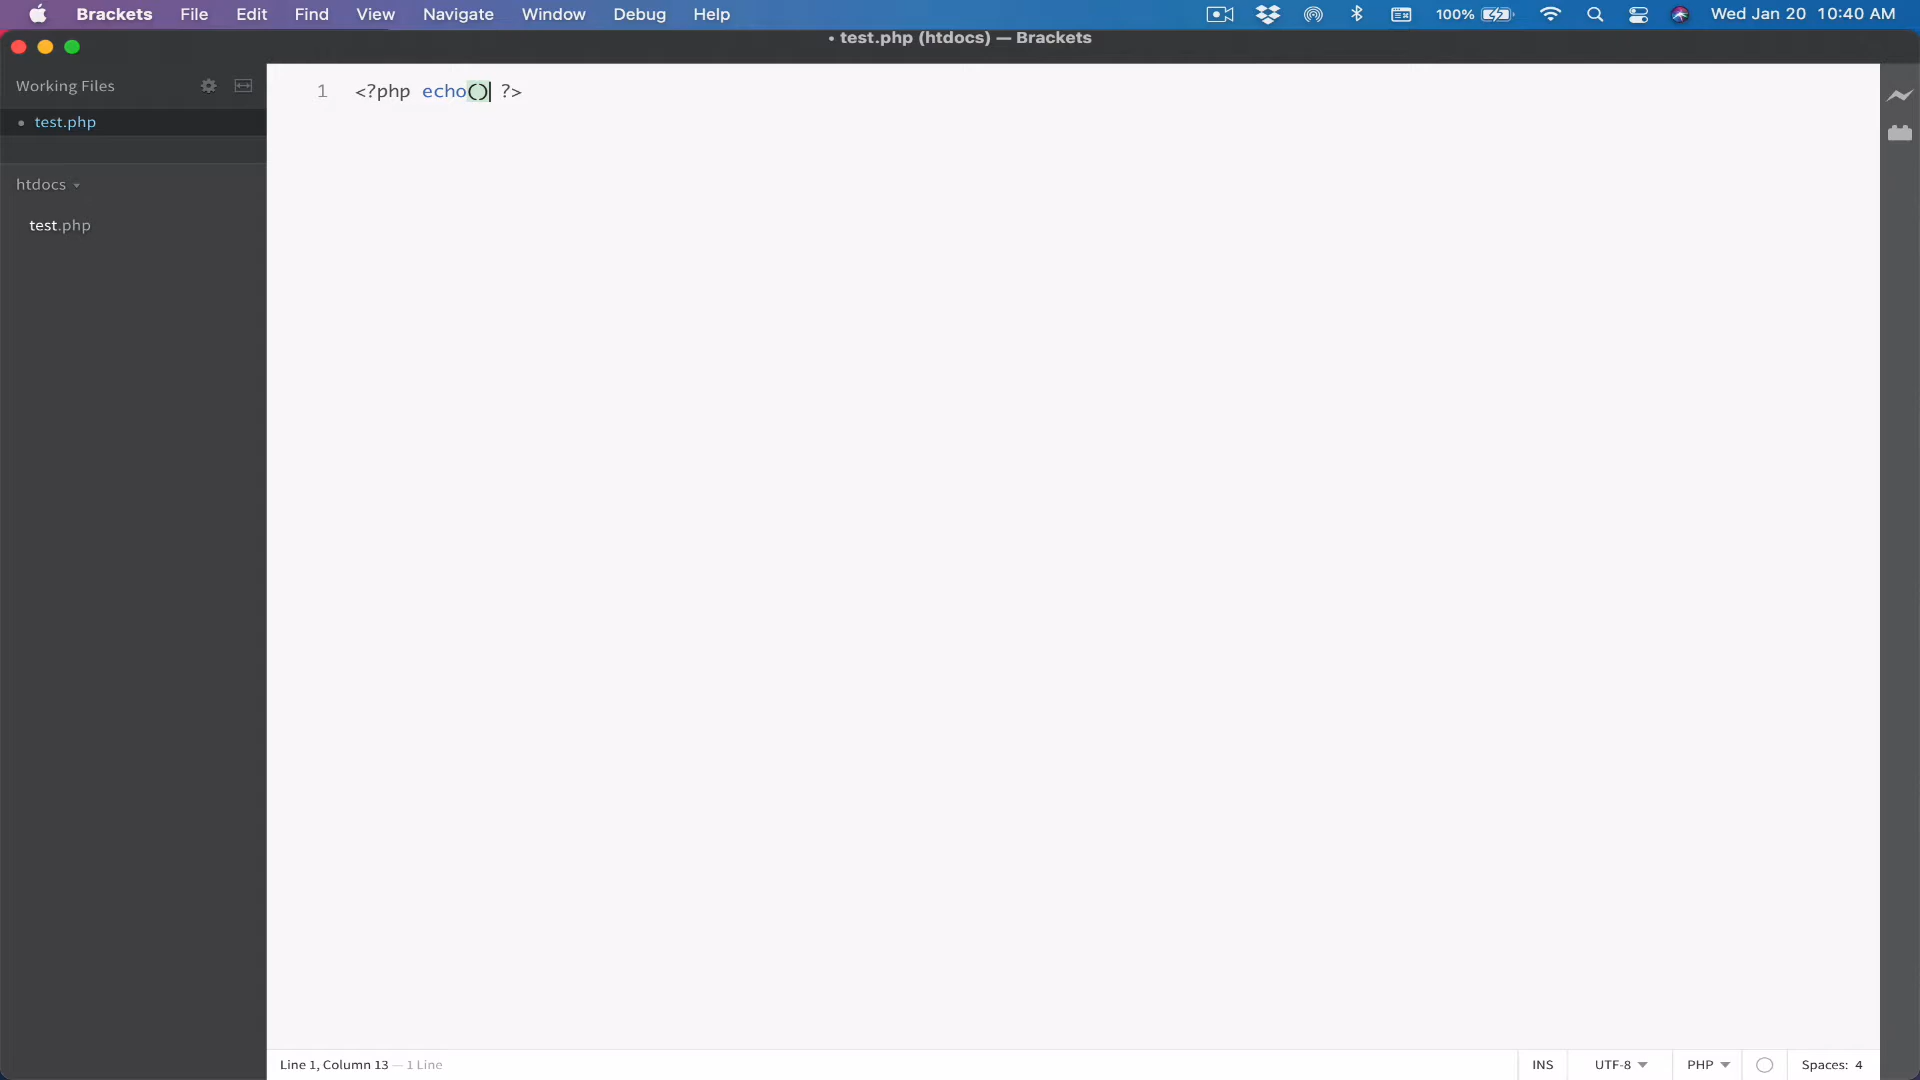 Brackets File Edit Find View Navigate Window Debug Help 100% Wed Jan 20 10:40 AM
• test.php (htdocs) — Brackets
Working Files
• test.php
htdocs
test.php
1 <?php echo() ?>
Line 1, Column 13 — 1 Line INS UTF-8 PHP Spaces: 4